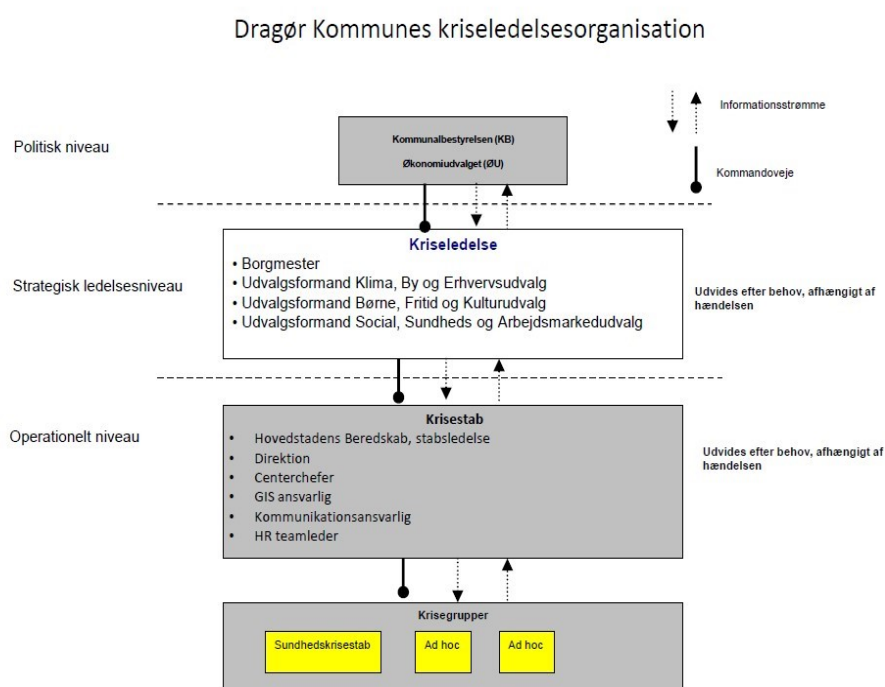 Dragør Kommunes kriseledelsesorganisation
Informationsstrømme
Kommandoveje
Politisk niveau
Kommunalbestyrelsen (KB)
Økonomiudvalget (ØU)
Strategisk ledelsesniveau
Kriseledelse
• Borgmester
• Udvalgsformand Klima, By og Erhvervsudvalg
• Udvalgsformand Børne, Fritid og Kulturudvalg
• Udvalgsformand Social, Sundheds og Arbejdsmarkedudvalg
Udvides efter behov, afhængigt af
hændelsen
Operationelt niveau
Krisestab
• Hovedstadens Beredskab, stabsledelse
• Direktion
• Centerchefer
• GIS ansvarlig
• Kommunikationsansvarlig
• HR teamleder
Udvides efter behov, afhængigt af
hændelsen
Krisegrupper
Sundhedskrisestab
Ad hoc
Ad hoc